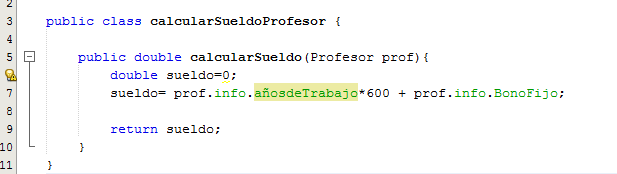 2
3 public class calcularSueldoProfesor {
4
5 public double calcularSueldo(Profesor prof){
double sueldo=0;
7 sueldo= prof.info.añosdeTrabajo*600 + prof.info.BonoFijo;
8
9 return sueldo;
10 }
11 }